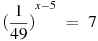 (1/49)^{x-5} = 7